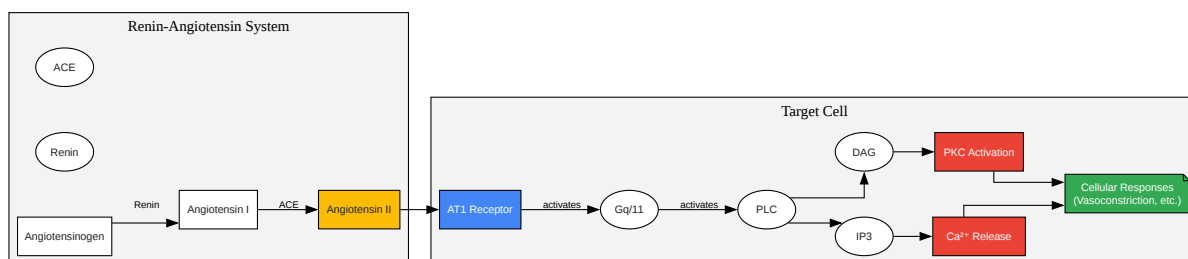 Renin-Angiotensin System
ACE
Renin
Angiotensinogen
Renin
Angiotensin I
ACE
Angiotensin II
Target Cell
AT1 Receptor
activates
Gq/11
activates
PLC
DAG
PKC Activation
IP3
Ca²⁺ Release
Cellular Responses
(Vasoconstriction, etc.)